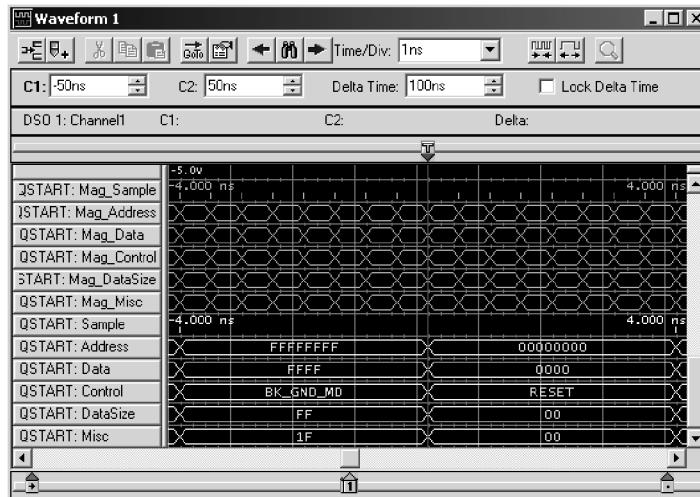 Waveform 1
GoTo Time/Div: 1ns
C1: -50ns C2: 50ns Delta Time: 100ns Lock Delta Time
DSO 1: Channel1 C1: C2: Delta:
T
-5.0V
QSTART: Mag_Sample -4.000 ns 4.000 ns
QSTART: Mag_Address
QSTART: Mag_Data
QSTART: Mag_Control
START: Mag_DataSize
QSTART: Mag_Misc
QSTART: Sample -4.000 ns 4.000 ns
QSTART: Address FFFFFFFF 00000000
QSTART: Data FFFF 0000
QSTART: Control BK_GND_MD RESET
QSTART: DataSize FF 00
QSTART: Misc 1F 00
1